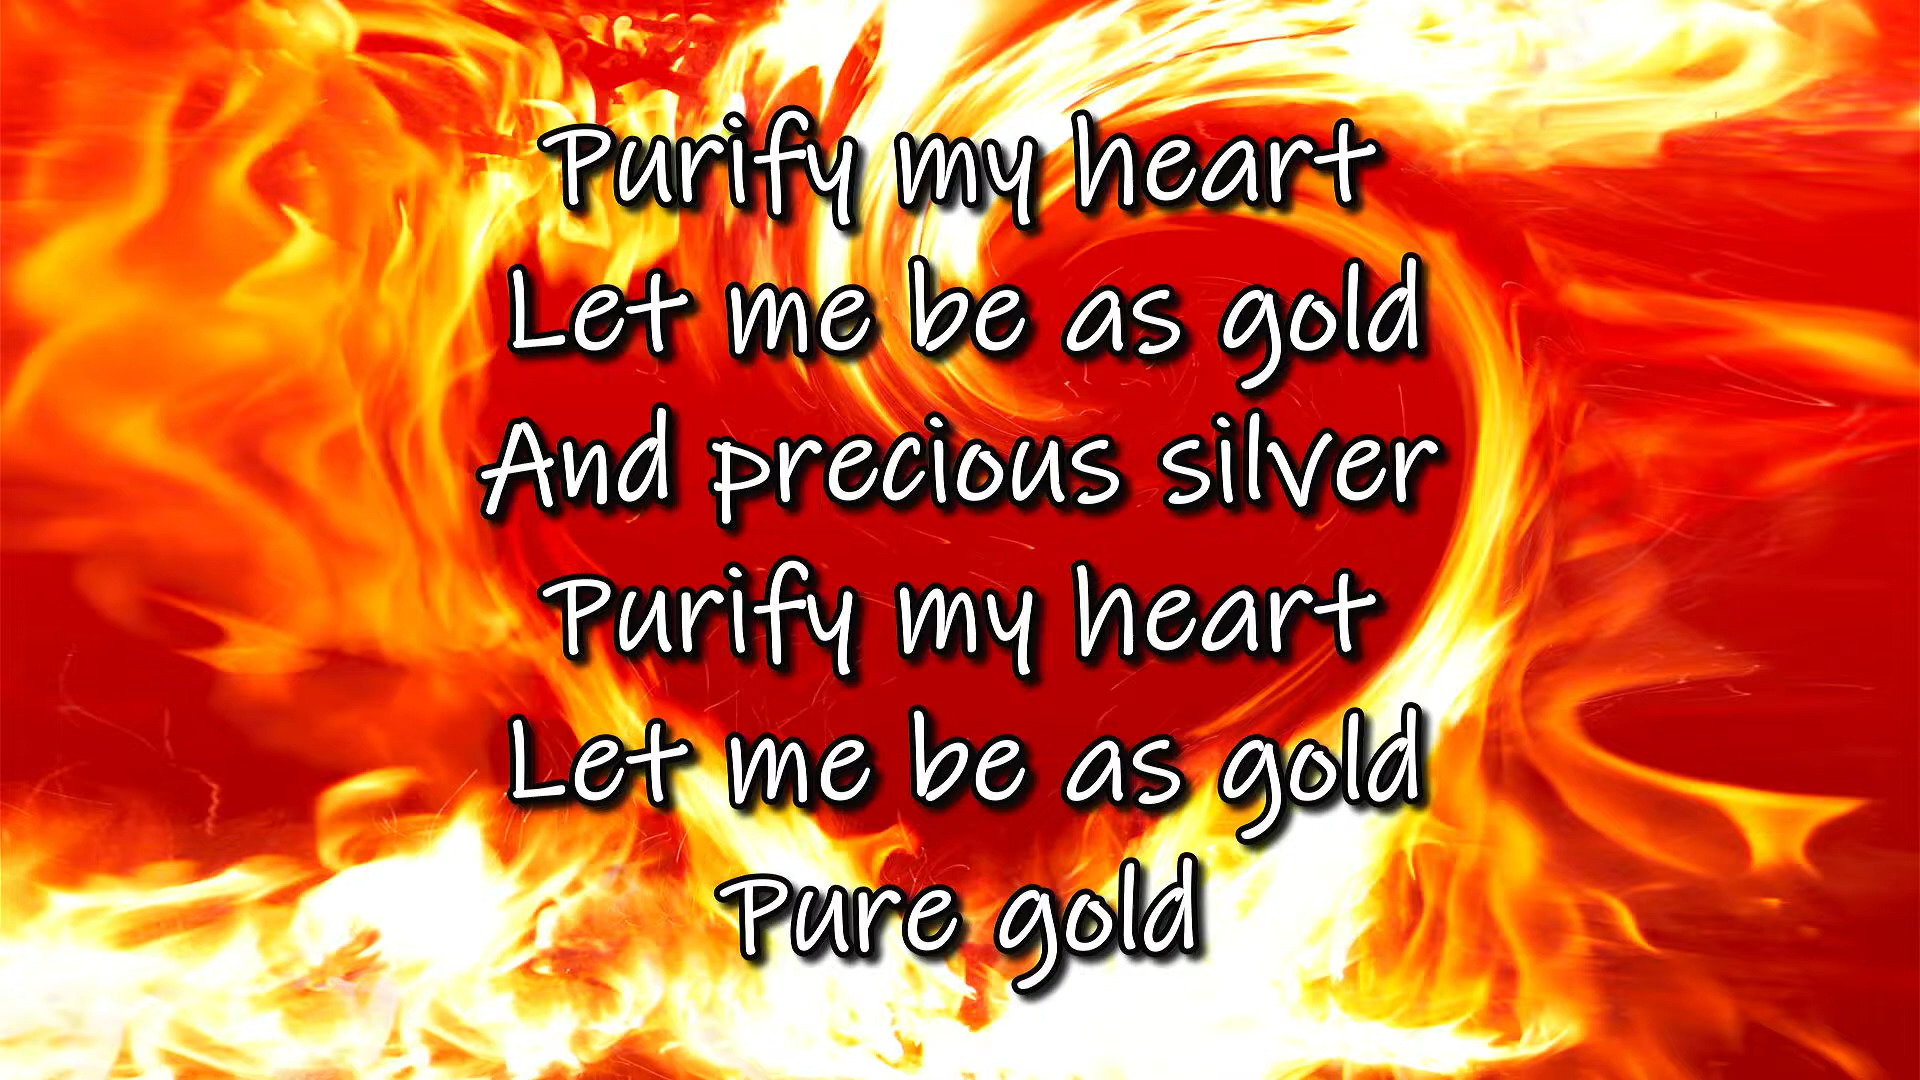 Purify my heart
Let me be as gold
And precious silver
Purify my heart
Let me be as gold
Pure gold